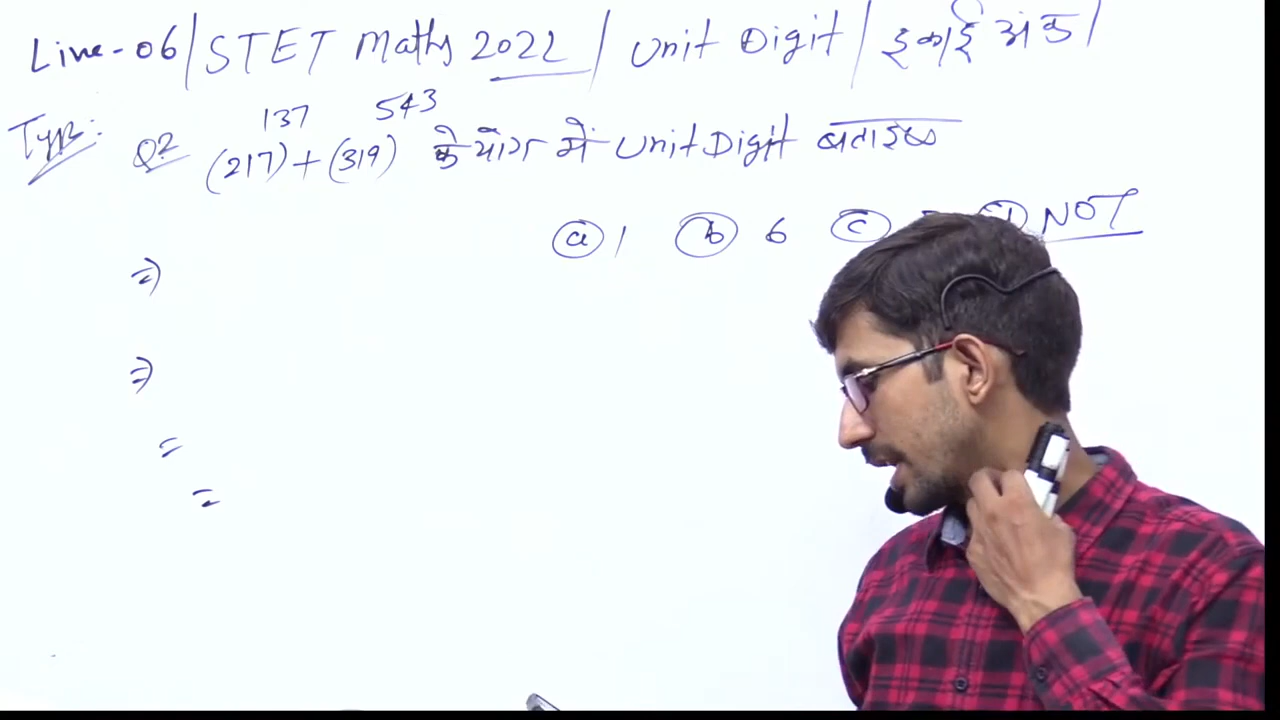 Live-06/STET Maths 2022/Unit Digit/इकाई अंक/
Type: Q2 (217)^137 + (319)^543 के योग में Unit Digit बताइए
(a) 1 (b) 6 (c) (d) NOT
⇒
⇒
=
=